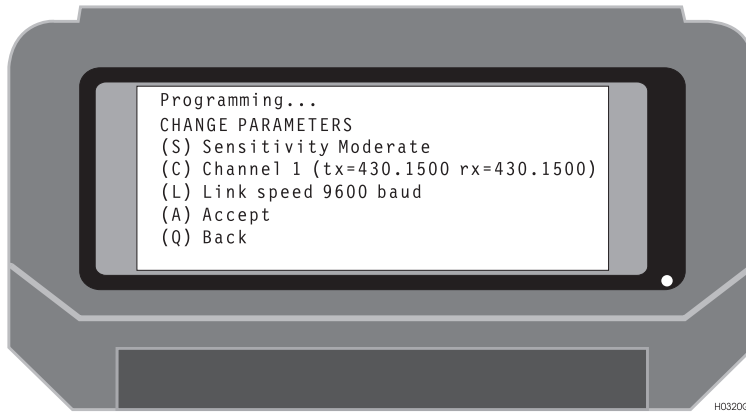 Programming...
CHANGE PARAMETERS
(S) Sensitivity Moderate
(C) Channel 1 (tx=430.1500 rx=430.1500)
(L) Link speed 9600 baud
(A) Accept
(Q) Back